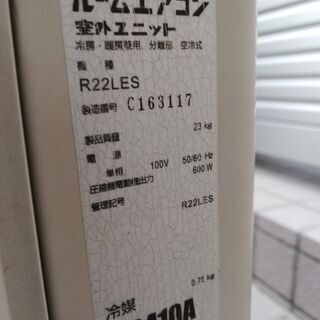 ルームエアコン
室外ユニット
冷房・暖房兼用、分離形、空冷式
機 種
R22LES
製造番号 C163117
製品質量 23 kg
電 源
単相 100V 50/60 Hz
圧縮機電動機出力 600 W
管理記号 R22LES
冷媒 0.75 kg
410A